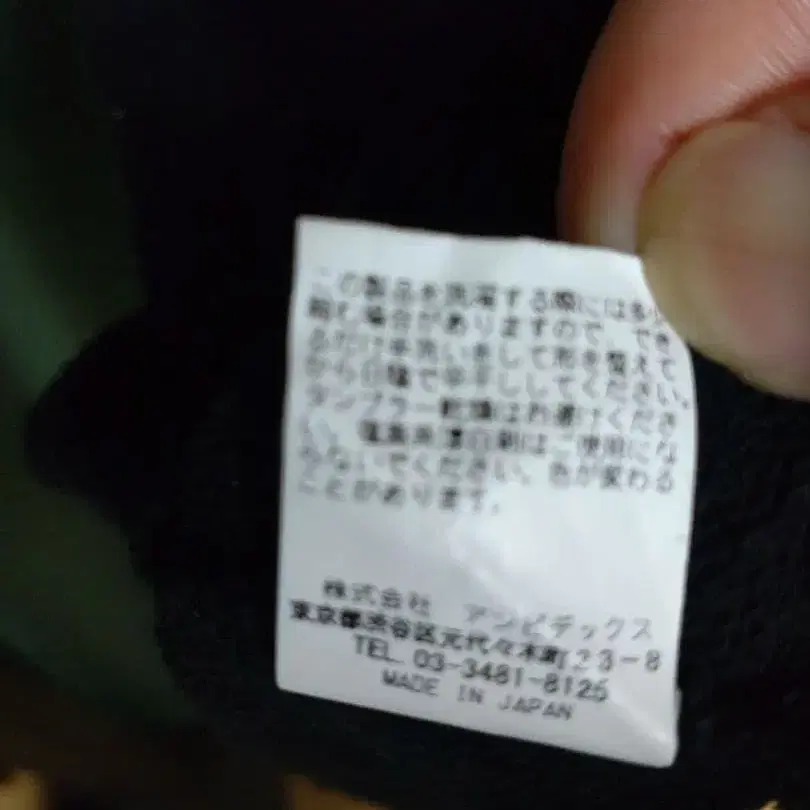 この製品を洗濯する際には多少
縮む場合がありますので、でき
るだけ手洗いをして形を整えて
から日陰で平干ししてください。
タンブラー乾燥はお避けくださ
い。塩素系漂白剤はご使用にな
らないでください。色が変わる
ことがあります。
株式会社 アンビデックス
東京都渋谷区元代々木町23-8
TEL. 03-3481-8126
MADE IN JAPAN